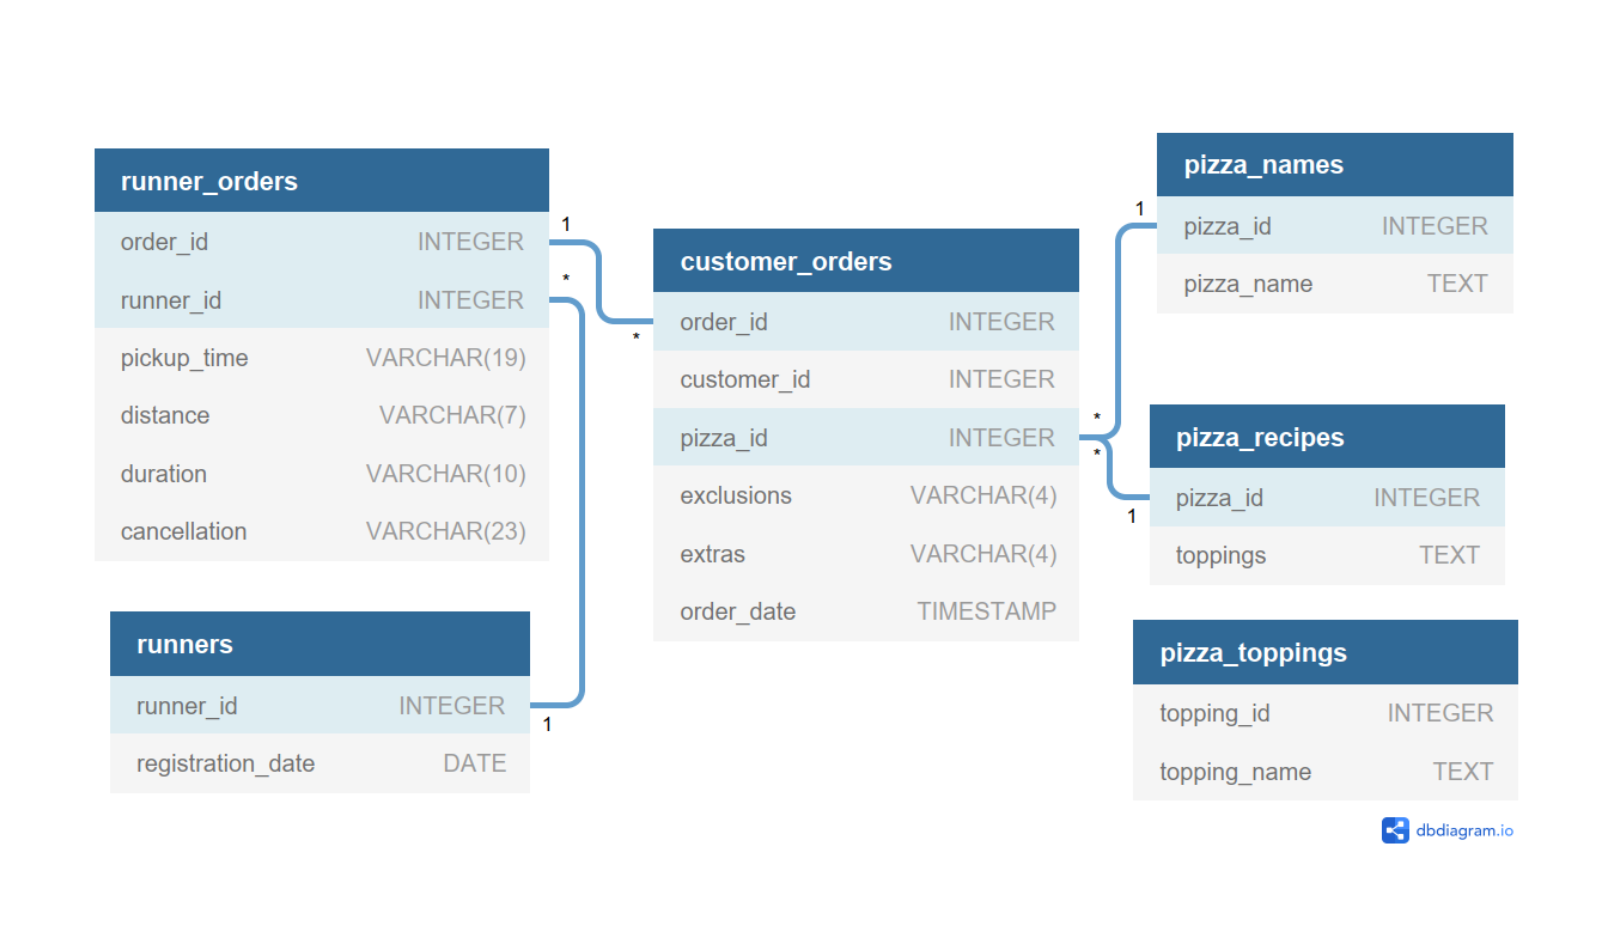 runner_orders
order_id INTEGER
runner_id INTEGER
pickup_time VARCHAR(19)
distance VARCHAR(7)
duration VARCHAR(10)
cancellation VARCHAR(23)
1
*
*
runners
runner_id INTEGER
registration_date DATE
1
customer_orders
order_id INTEGER
customer_id INTEGER
pizza_id INTEGER
exclusions VARCHAR(4)
extras VARCHAR(4)
order_date TIMESTAMP
*
*
1
pizza_names
pizza_id INTEGER
pizza_name TEXT
1
pizza_recipes
pizza_id INTEGER
toppings TEXT
pizza_toppings
topping_id INTEGER
topping_name TEXT
dbdiagram.io